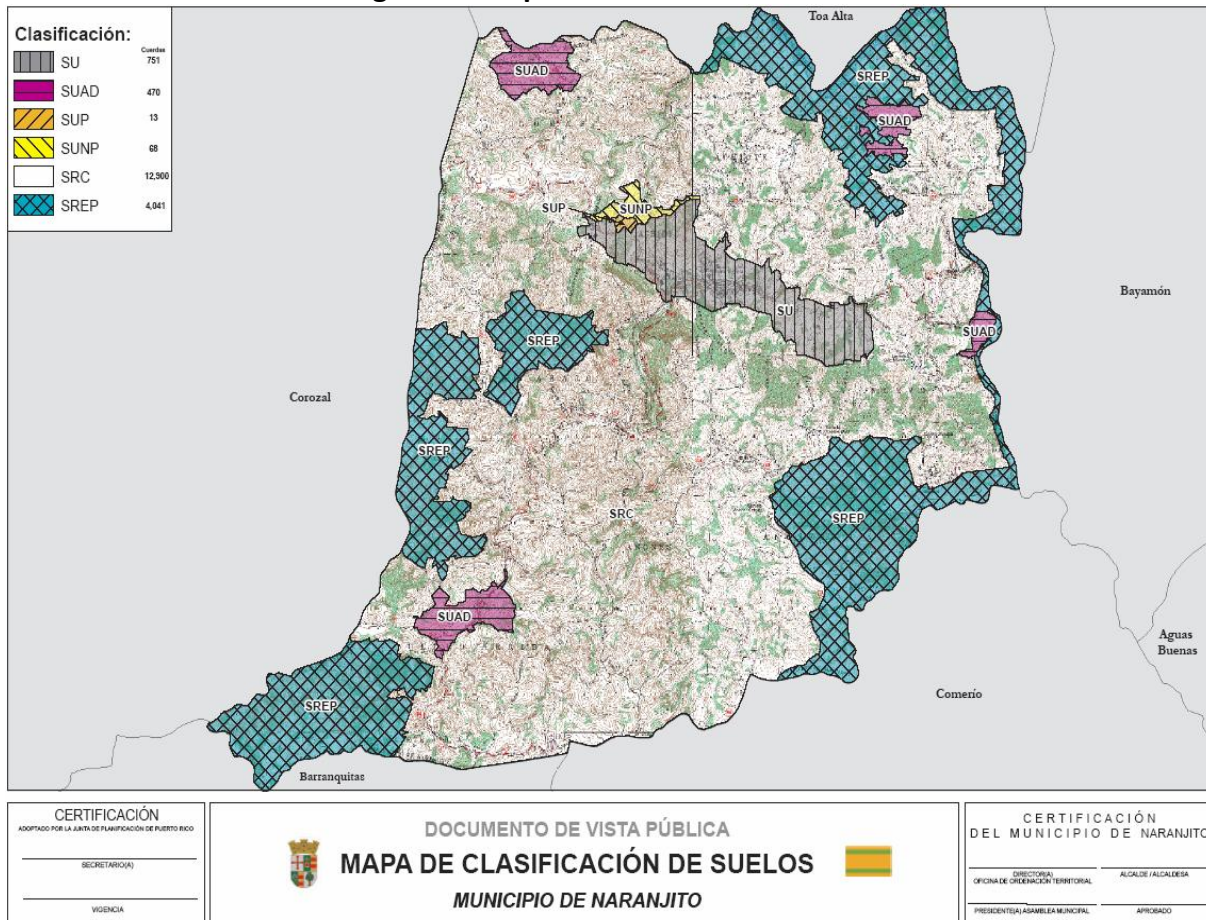 Clasificación:
Cuerdas
SU 751
SUAD 470
SUP 13
SUNP 68
SRC 12,900
SREP 4,041
Toa Alta
SUAD
SREP
SUAD
SUP
SUNP
SU
Bayamón
SUAD
SREP
Corozal
SREP
SRC
SREP
SUAD
Aguas
Buenas
SREP
Comerío
Barranquitas
CERTIFICACIÓN
ADOPTADO POR LA JUNTA DE PLANIFICACIÓN DE PUERTO RICO
SECRETARIO(A)
VIGENCIA
DOCUMENTO DE VISTA PÚBLICA
MAPA DE CLASIFICACIÓN DE SUELOS
MUNICIPIO DE NARANJITO
CERTIFICACIÓN
DEL MUNICIPIO DE NARANJITO
DIRECTOR(A)
OFICINA DE ORDENACIÓN TERRITORIAL
ALCALDE / ALCALDESA
PRESIDENTE(A) ASAMBLEA MUNICIPAL
APROBADO